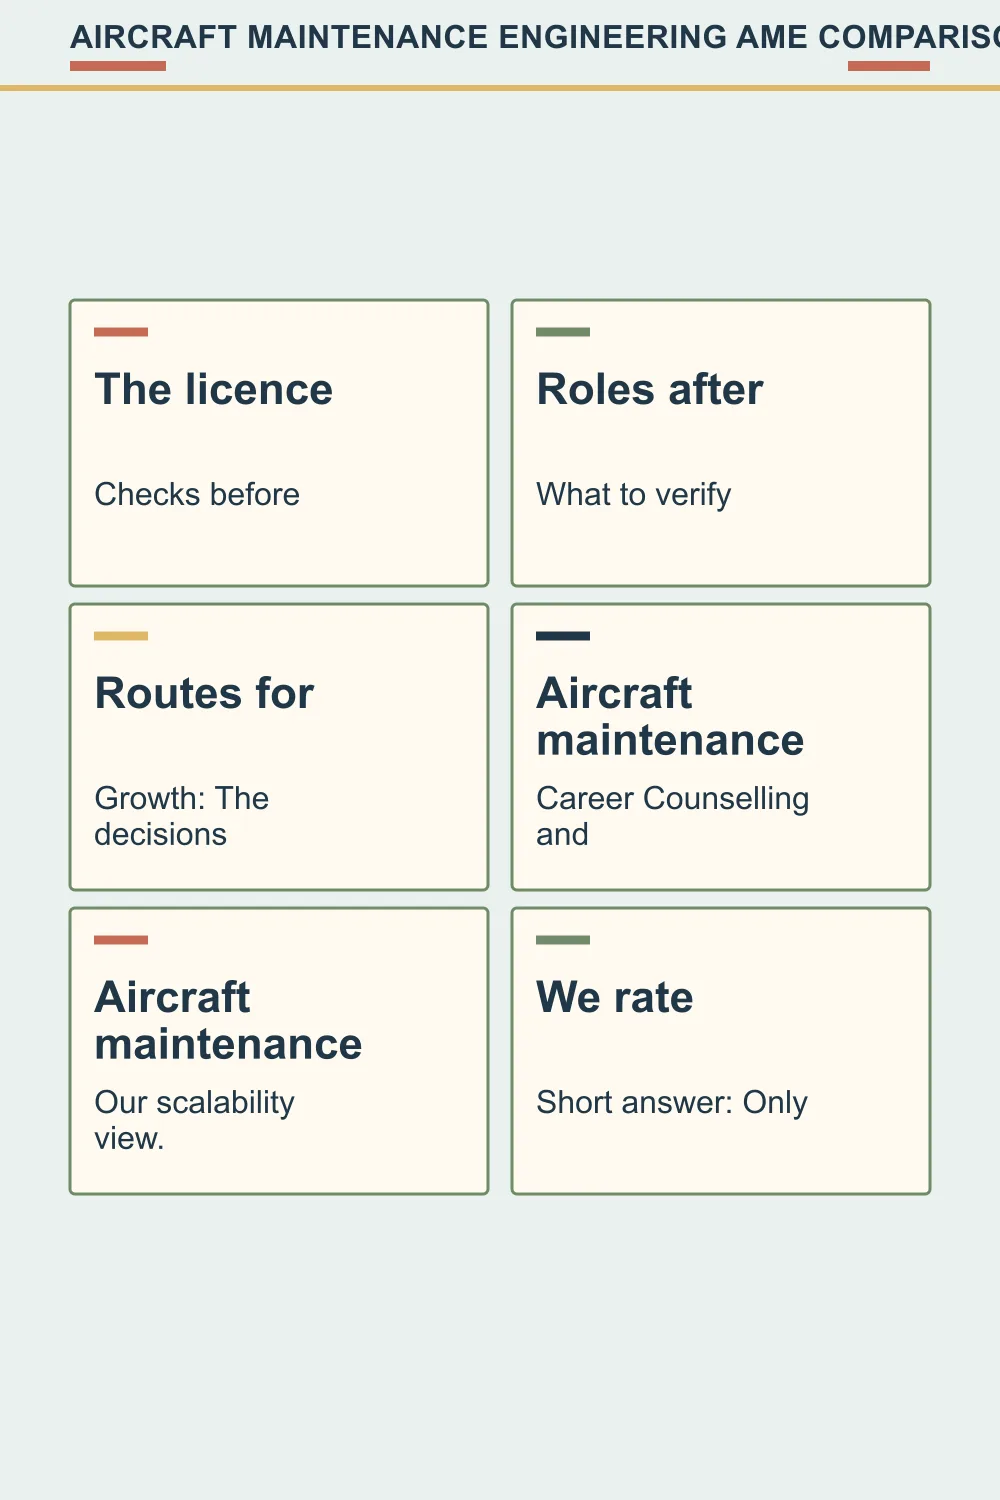 AIRCRAFT MAINTENANCE ENGINEERING AME
The licence
Checks before
Roles after
What to verify
Routes for
Growth: The
decisions
Aircraft
maintenance
Career Counselling
and
Aircraft
maintenance
Our scalability
view.
We rate
Short answer: Only